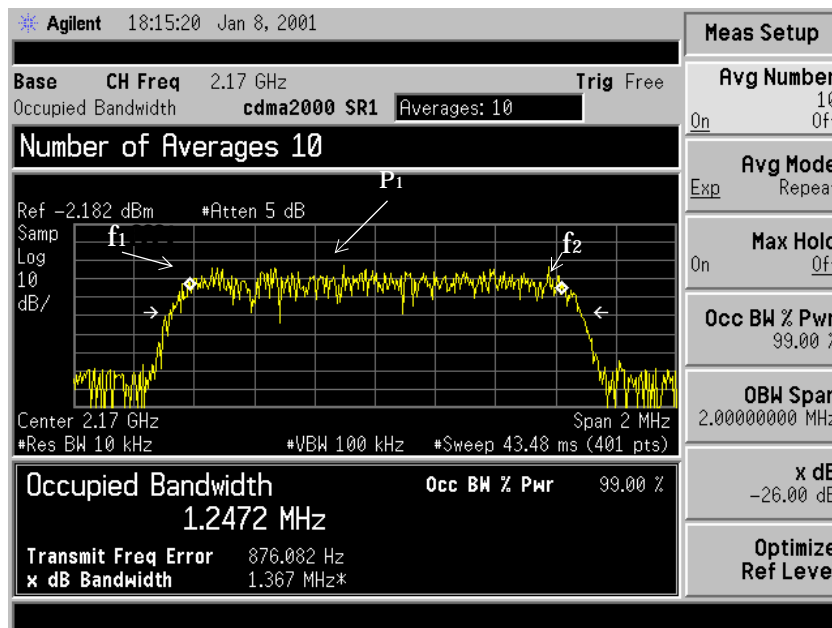 Agilent 18:15:20 Jan 8, 2001
Meas Setup
Base CH Freq 2.17 GHz Trig Free
Occupied Bandwidth cdma2000 SR1 Averages: 10
Number of Averages 10
P1
Ref -2.182 dBm #Atten 5 dB
Samp
Log
10
dB/
f1
f2
Center 2.17 GHz Span 2 MHz
#Res BW 10 kHz #VBW 100 kHz #Sweep 43.48 ms (401 pts)
Occupied Bandwidth Occ BW % Pwr 99.00 %
1.2472 MHz
Transmit Freq Error 876.082 Hz
x dB Bandwidth 1.367 MHz*
Avg Number
10
On Of
Avg Mode
Exp Repeat
Max Hold
On Of
Occ BW % Pwr
99.00 %
OBW Span
2.00000000 MHz
x dB
-26.00 dB
Optimize
Ref Leve